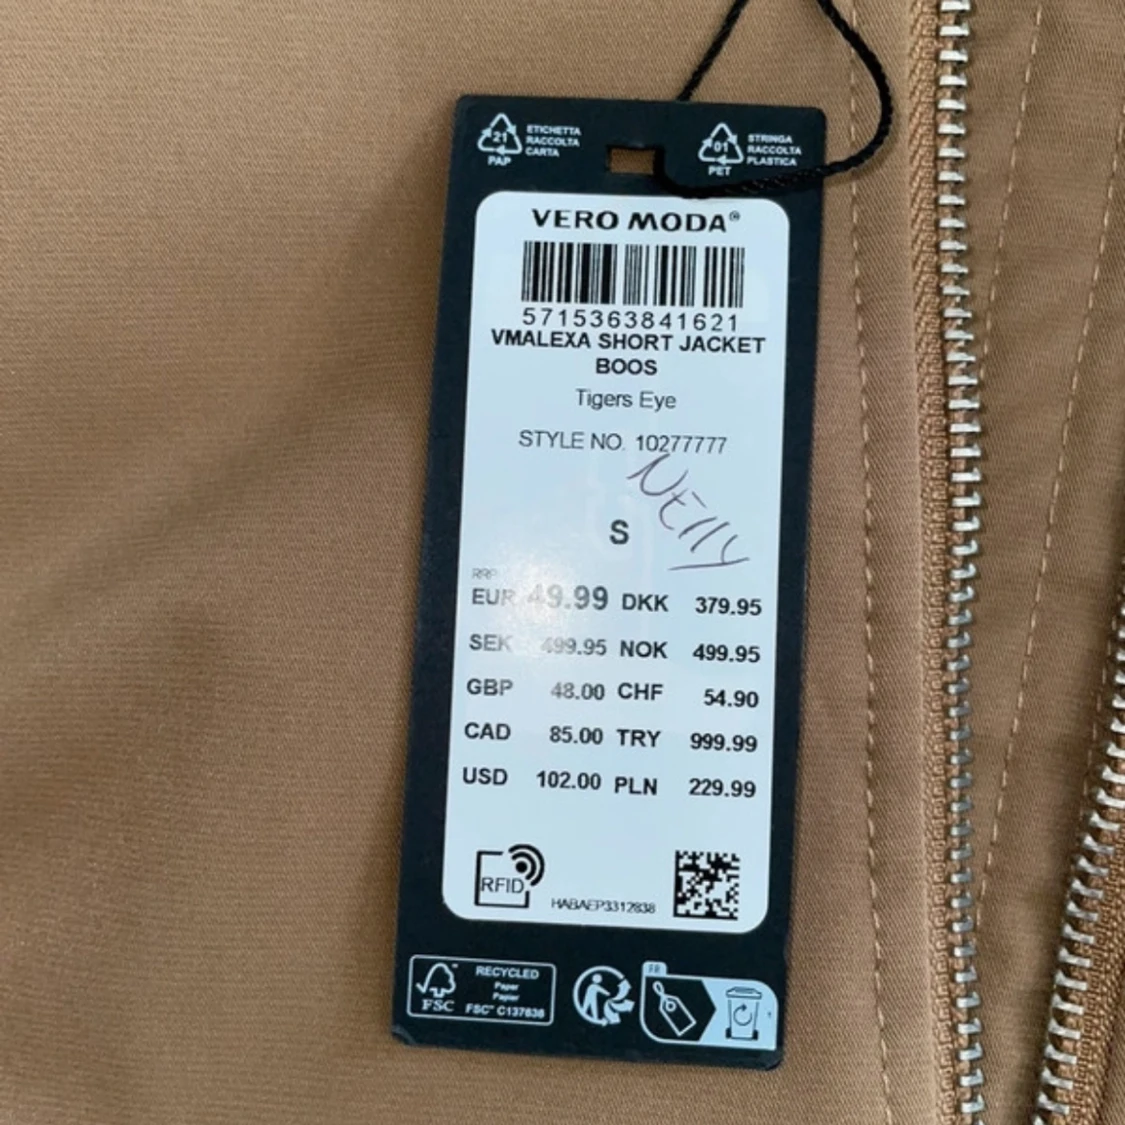 21
PAP
ETICHETTA
RACCOLTA
CARTA
01
PET
STRINGA
RACCOLTA
PLASTICA
VERO MODA®
5715363841621
VMALEXA SHORT JACKET
BOOS
Tigers Eye
STYLE NO. 10277777
Nelly
S
RRP
EUR 49.99 DKK 379.95
SEK 499.95 NOK 499.95
GBP 48.00 CHF 54.90
CAD 85.00 TRY 999.99
USD 102.00 PLN 229.99
RFID
HABAEP3312838
FSC™
RECYCLED
Paper
Papier
FSC® C137636
FR